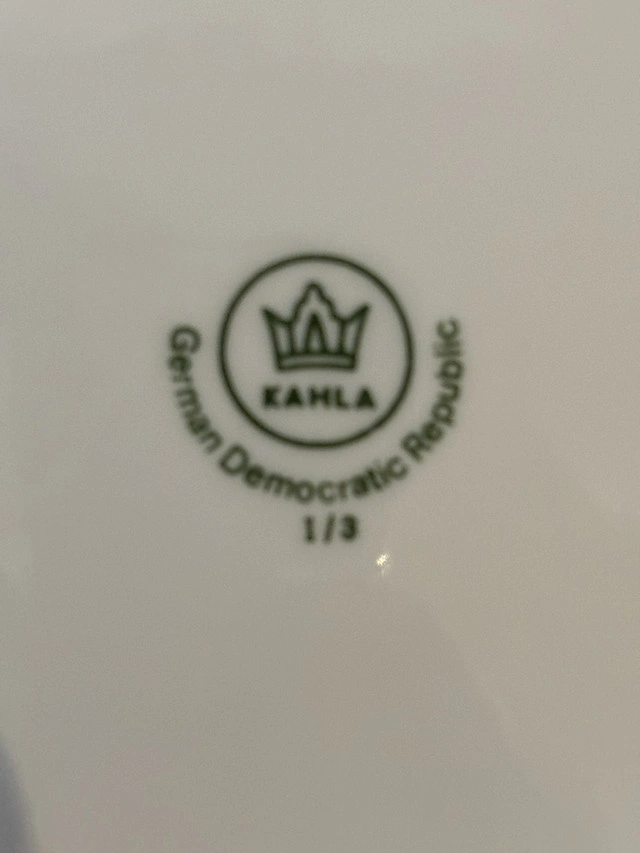 KAHLA
German Democratic Republic
1/3